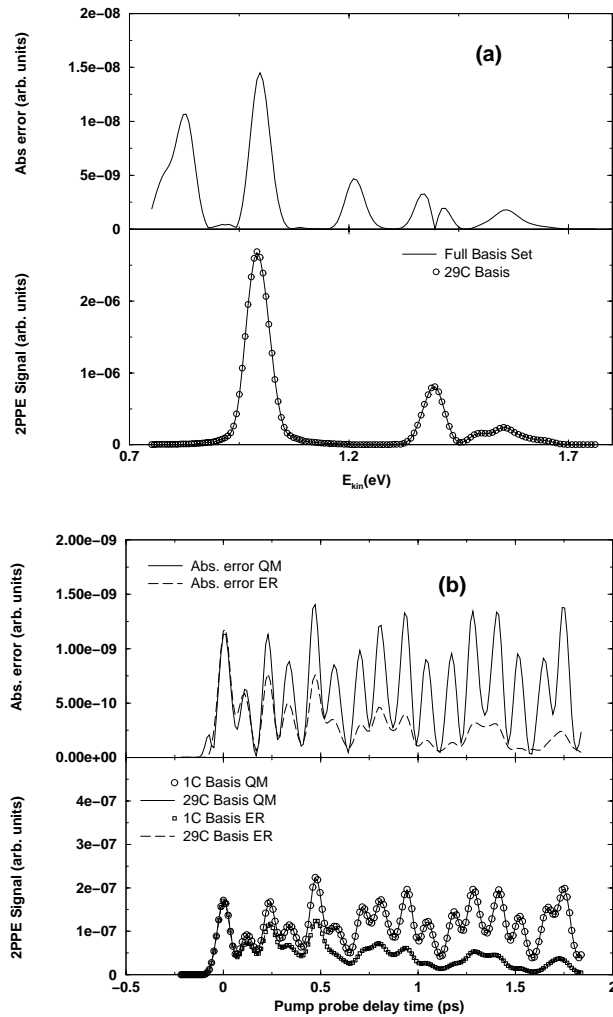 2e−08
2e−08
1e−08
5e−09
0
Abs error (arb. units)
(a)
2e−06
1e−06
0
2PPE Signal (arb. units)
Full Basis Set
29C Basis
0.7
1.2
1.7
E_kin(eV)
2.00e−09
1.50e−09
1.00e−09
5.00e−10
0.00e+00
Abs. error (arb. units)
Abs. error QM
Abs. error ER
(b)
4e−07
3e−07
2e−07
1e−07
0
2PPE Signal (arb. units)
1C Basis QM
29C Basis QM
1C Basis ER
29C Basis ER
−0.5
0
0.5
1
1.5
2
Pump probe delay time (ps)